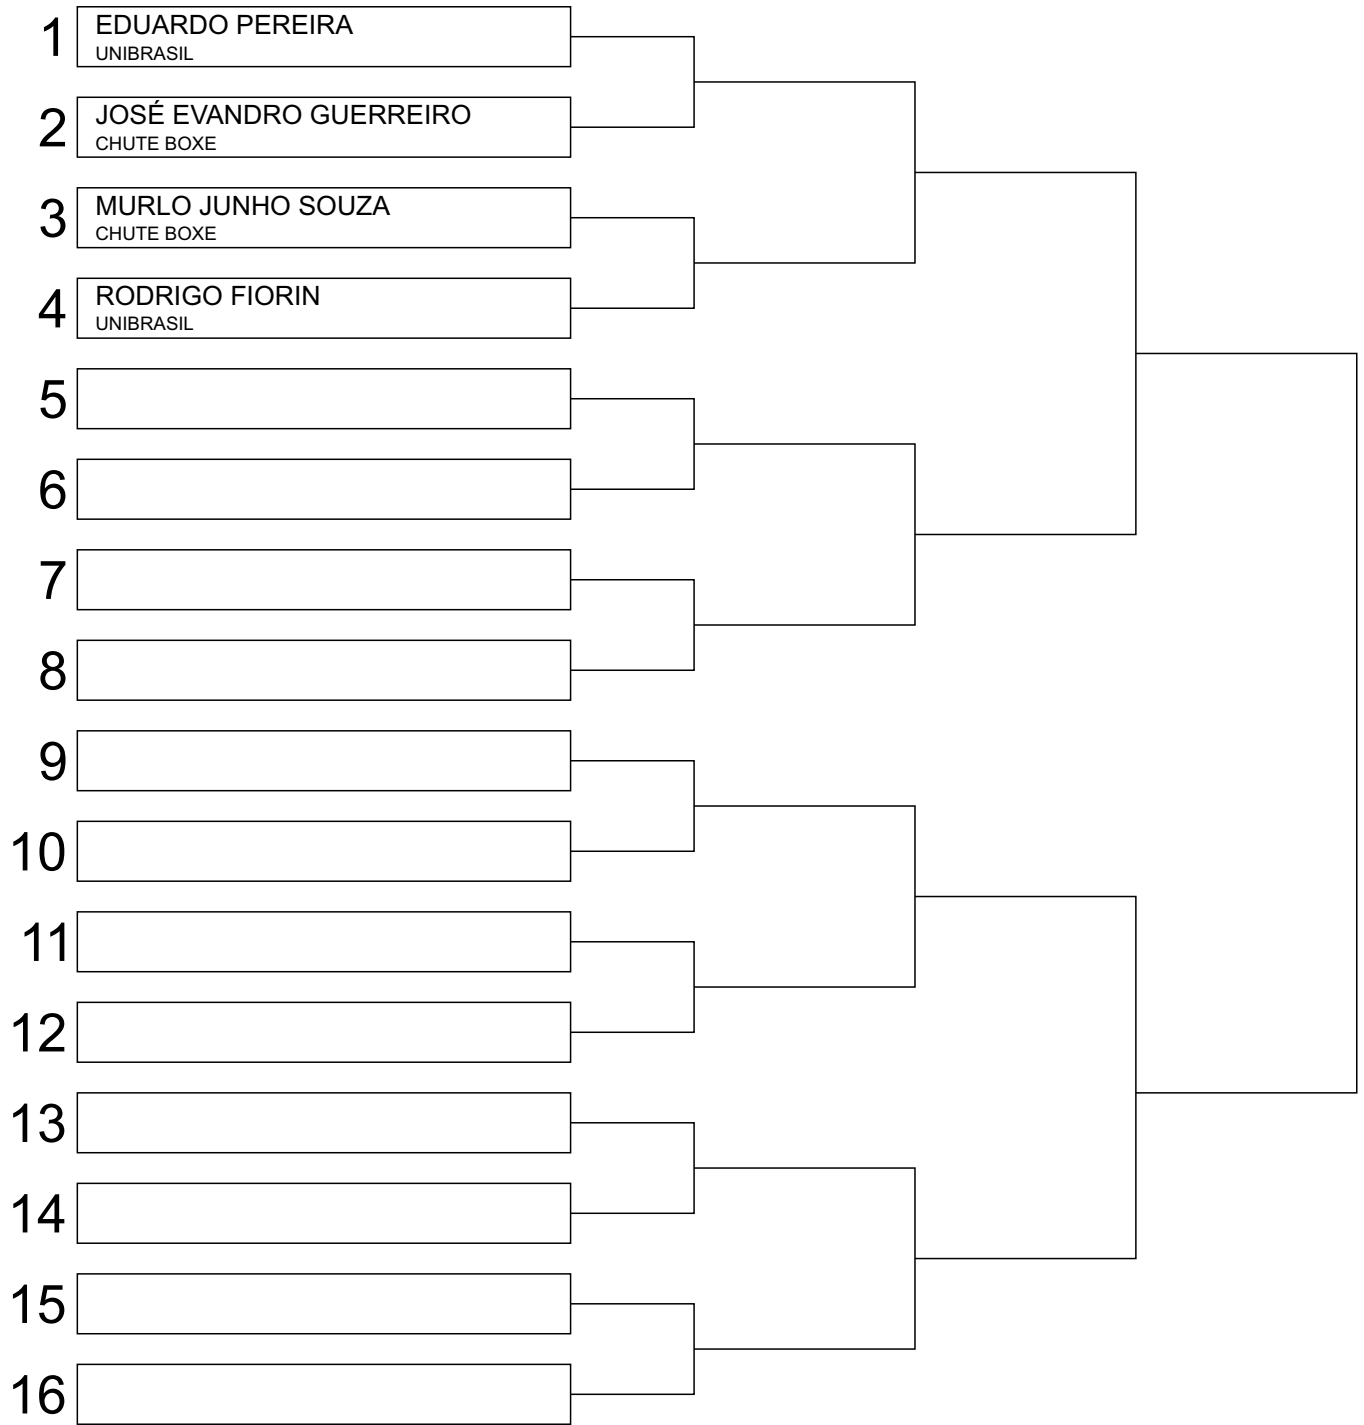 1
EDUARDO PEREIRA
UNIBRASIL
2
JOSÉ EVANDRO GUERREIRO
CHUTE BOXE
3
MURLO JUNHO SOUZA
CHUTE BOXE
4
RODRIGO FIORIN
UNIBRASIL
5
6
7
8
9
10
11
12
13
14
15
16